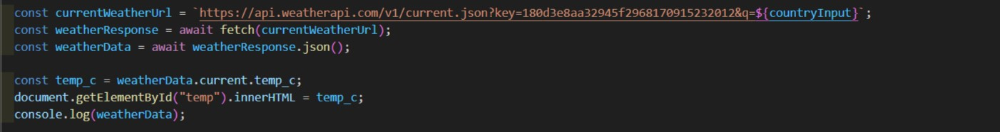 const currentWeatherUrl = `https://api.weatherapi.com/v1/current.json?key=180d3e8aa32945f2968170915232012&q=${countryInput}`;
const weatherResponse = await fetch(currentWeatherUrl);
const weatherData = await weatherResponse.json();
const temp_c = weatherData.current.temp_c;
document.getElementById("temp").innerHTML = temp_c;
console.log(weatherData);